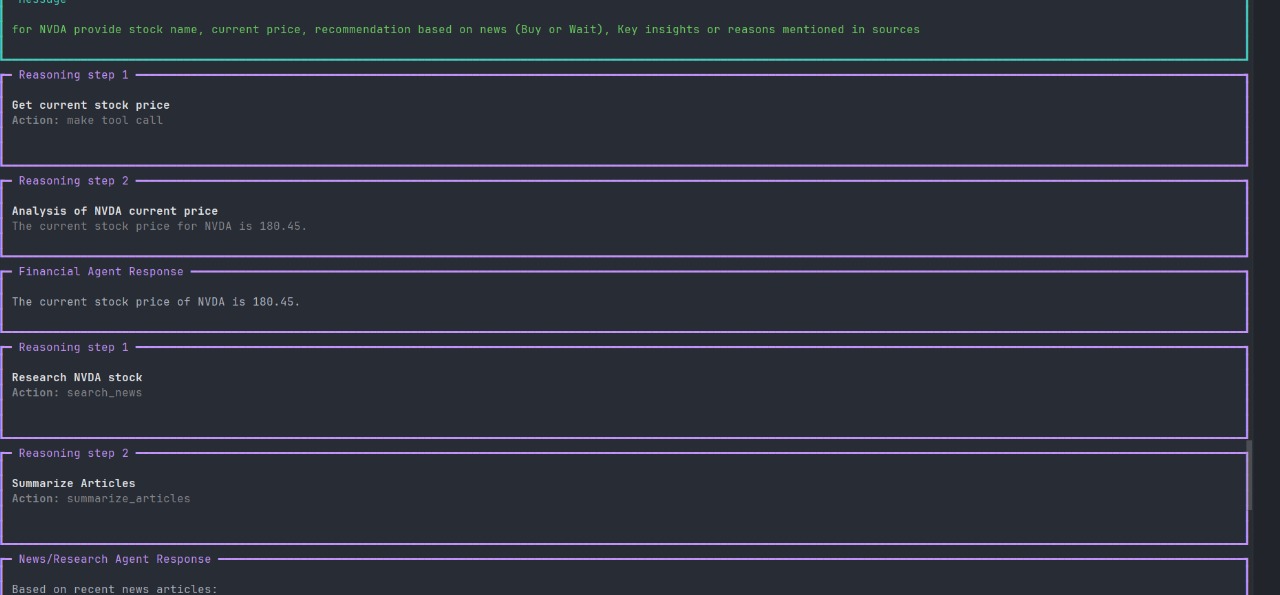 Message
for NVDA provide stock name, current price, recommendation based on news (Buy or Wait), Key insights or reasons mentioned in sources
Reasoning step 1
Get current stock price
Action: make tool call
Reasoning step 2
Analysis of NVDA current price
The current stock price for NVDA is 180.45.
Financial Agent Response
The current stock price of NVDA is 180.45.
Reasoning step 1
Research NVDA stock
Action: search_news
Reasoning step 2
Summarize Articles
Action: summarize_articles
News/Research Agent Response
Based on recent news articles: